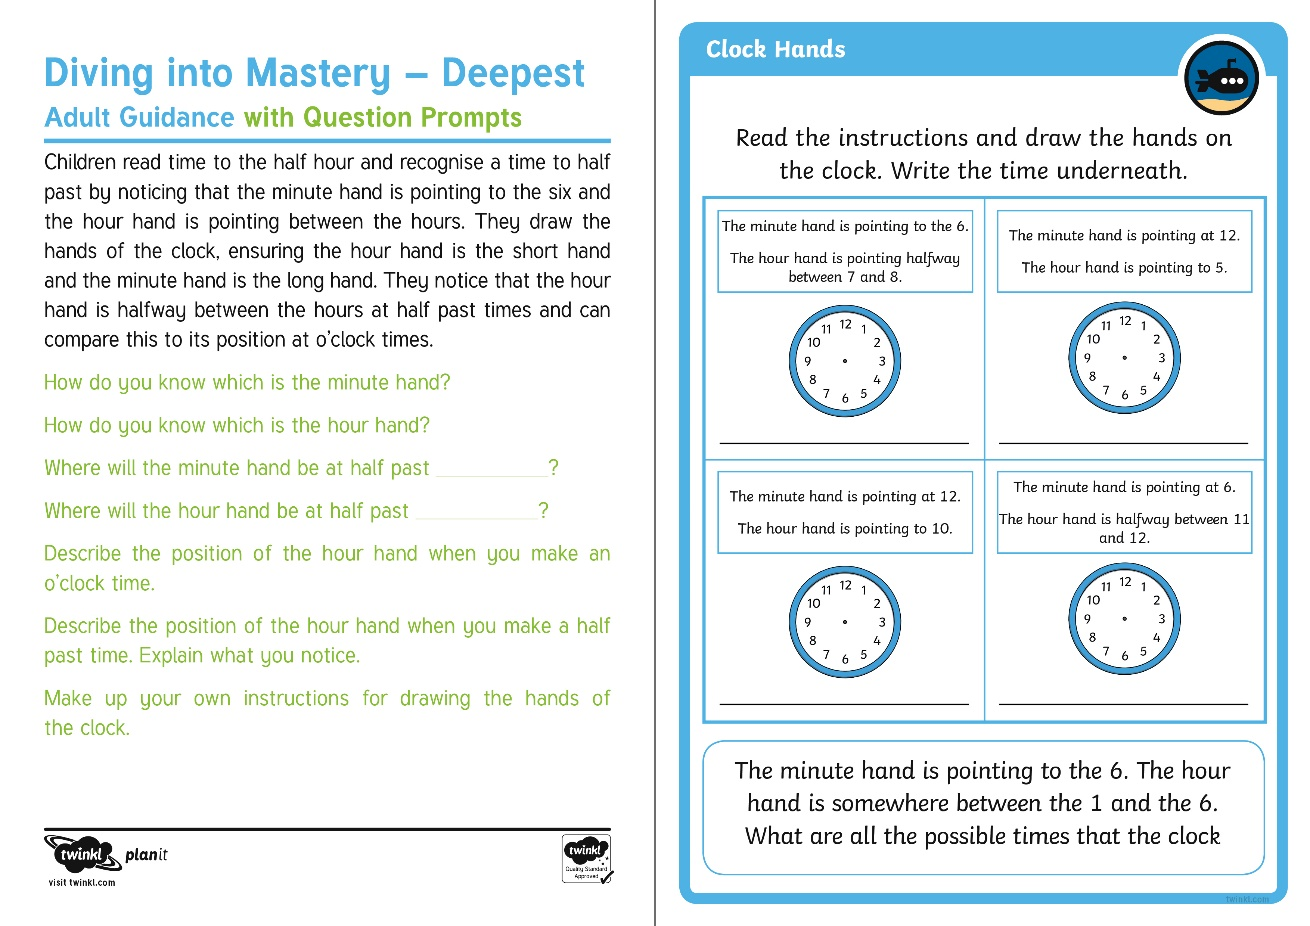 Diving into Mastery – Deepest
Adult Guidance with Question Prompts
Children read time to the half hour and recognise a time to half
past by noticing that the minute hand is pointing to the six and
the hour hand is pointing between the hours. They draw the
hands of the clock, ensuring the hour hand is the short hand
and the minute hand is the long hand. They notice that the hour
hand is halfway between the hours at half past times and can
compare this to its position at o'clock times.
How do you know which is the minute hand?
How do you know which is the hour hand?
Where will the minute hand be at half past __________?
Where will the hour hand be at half past __________?
Describe the position of the hour hand when you make an
o'clock time.
Describe the position of the hour hand when you make a half
past time. Explain what you notice.
Make up your own instructions for drawing the hands of
the clock.
twinkl planit
visit twinkl.com
twinkl
Quality Standard
Approved
Clock Hands
Read the instructions and draw the hands on
the clock. Write the time underneath.
The minute hand is pointing to the 6.
The hour hand is pointing halfway
between 7 and 8.
12 1 2 3 4 5 6 7 8 9 10 11
The minute hand is pointing at 12.
The hour hand is pointing to 5.
12 1 2 3 4 5 6 7 8 9 10 11
The minute hand is pointing at 12.
The hour hand is pointing to 10.
12 1 2 3 4 5 6 7 8 9 10 11
The minute hand is pointing at 6.
The hour hand is halfway between 11
and 12.
12 1 2 3 4 5 6 7 8 9 10 11
The minute hand is pointing to the 6. The hour
hand is somewhere between the 1 and the 6.
What are all the possible times that the clock
twinkl.com